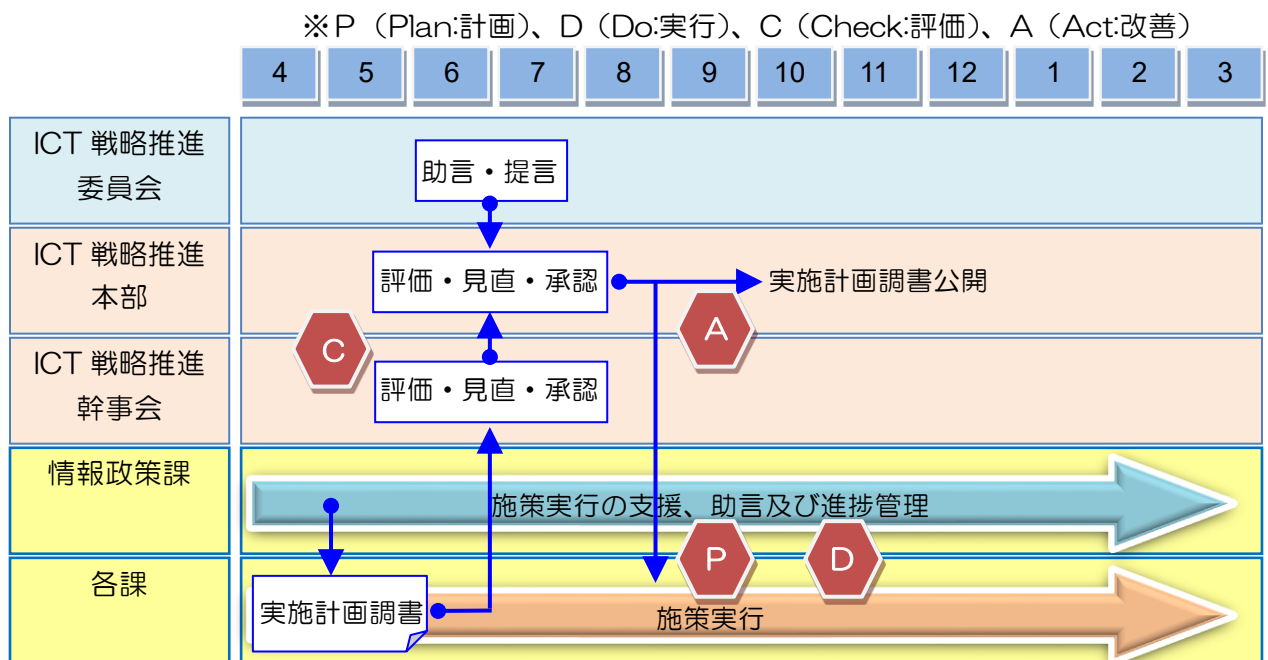 ※P（Plan:計画）、D（Do:実行）、C（Check:評価）、A（Act:改善）
4 5 6 7 8 9 10 11 12 1 2 3
ICT 戦略推進
委員会
助言・提言
ICT 戦略推進
本部
評価・見直・承認
実施計画調書公開
A
C
ICT 戦略推進
幹事会
評価・見直・承認
情報政策課
施策実行の支援、助言及び進捗管理
P
D
各課
実施計画調書
施策実行